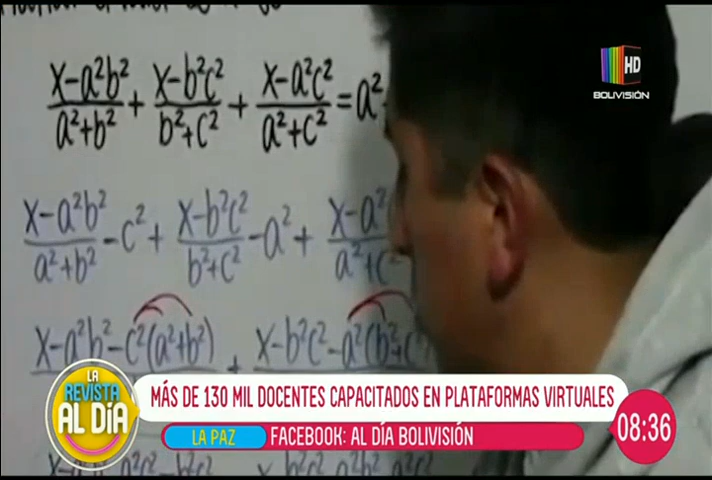 HD
BOLIVISIÓN
x-a²b²/a²+b² + x-b²c²/b²+c² + x-a²c²/a²+c² = a²
x-a²b²/a²+b² - c² + x-b²c²/b²+c² - a² + x-a²/a²+c²
x-a²b²-c²(a²+b²) + x-b²c²-a²(b²+c²
LA REVISTA AL DÍA
MÁS DE 130 MIL DOCENTES CAPACITADOS EN PLATAFORMAS VIRTUALES
LA PAZ FACEBOOK: AL DÍA BOLIVISIÓN
08:36